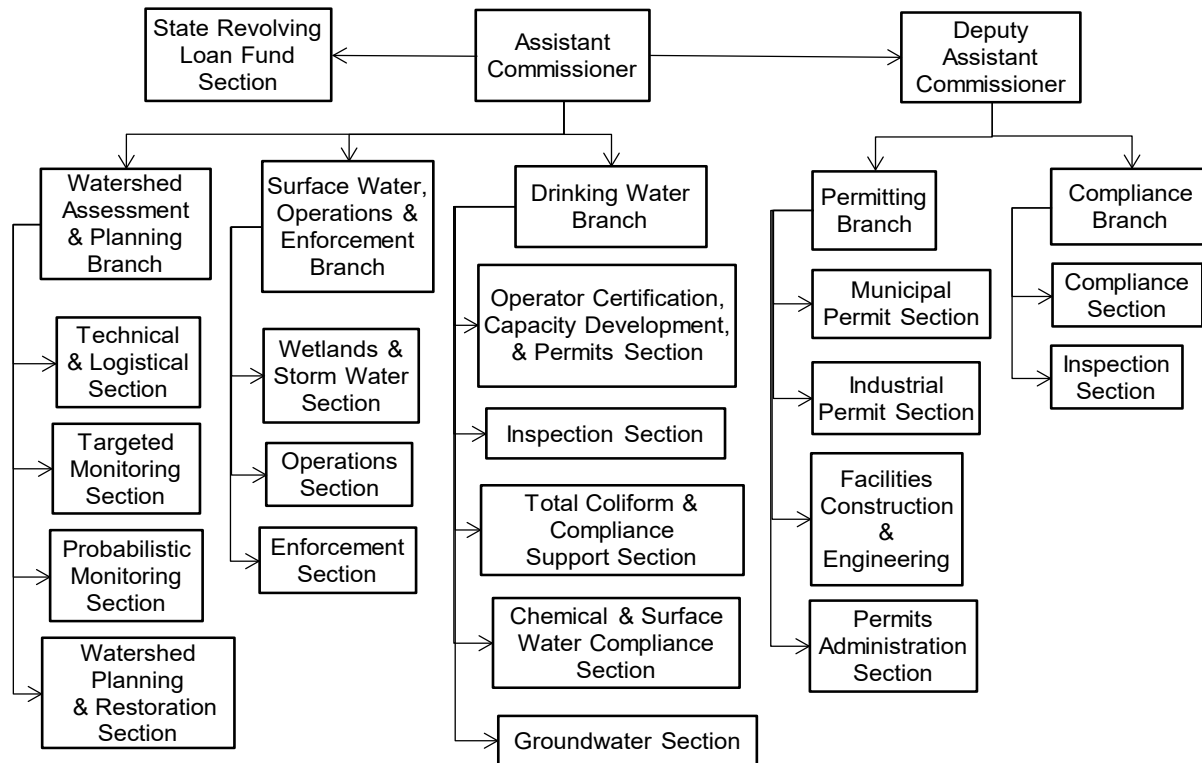 State Revolving
Loan Fund
Section
Assistant
Commissioner
Deputy
Assistant
Commissioner
Watershed
Assessment
& Planning
Branch
Surface Water,
Operations &
Enforcement
Branch
Drinking Water
Branch
Permitting
Branch
Compliance
Branch
Technical
& Logistical
Section
Targeted
Monitoring
Section
Probabilistic
Monitoring
Section
Watershed
Planning
& Restoration
Section
Wetlands &
Storm Water
Section
Operations
Section
Enforcement
Section
Operator Certification,
Capacity Development,
& Permits Section
Inspection Section
Total Coliform &
Compliance
Support Section
Chemical & Surface
Water Compliance
Section
Groundwater Section
Municipal
Permit Section
Industrial
Permit Section
Facilities
Construction
&
Engineering
Permits
Administration
Section
Compliance
Section
Inspection
Section